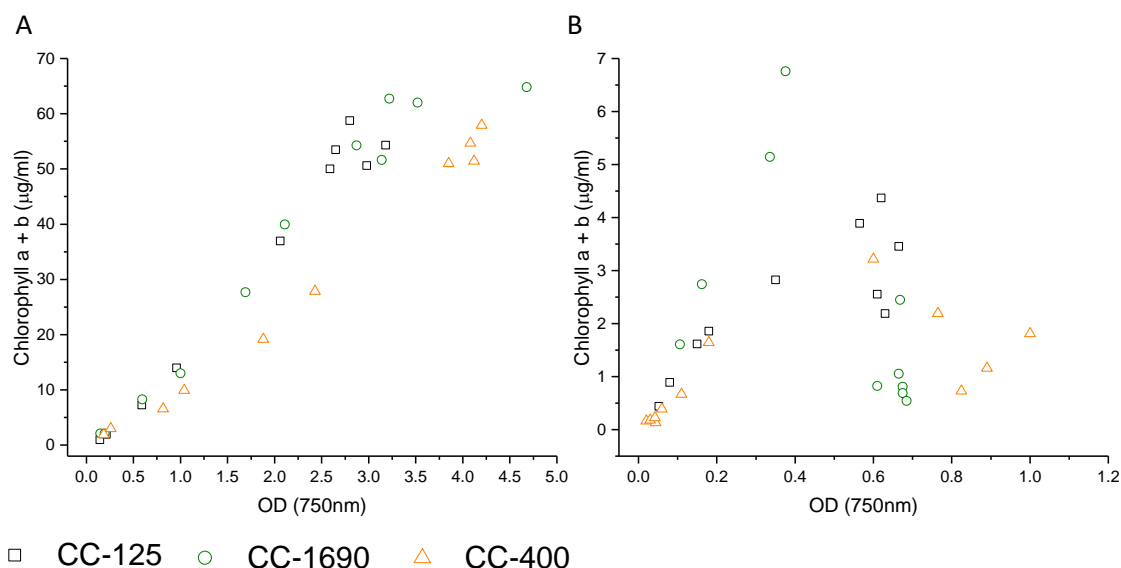 A
Chlorophyll a + b (µg/ml)
70
60
50
40
30
20
10
0
0.0 0.5 1.0 1.5 2.0 2.5 3.0 3.5 4.0 4.5 5.0
OD (750nm)
B
Chlorophyll a + b (µg/ml)
7
6
5
4
3
2
1
0
0.0 0.2 0.4 0.6 0.8 1.0 1.2
OD (750nm)
CC-125 CC-1690 CC-400